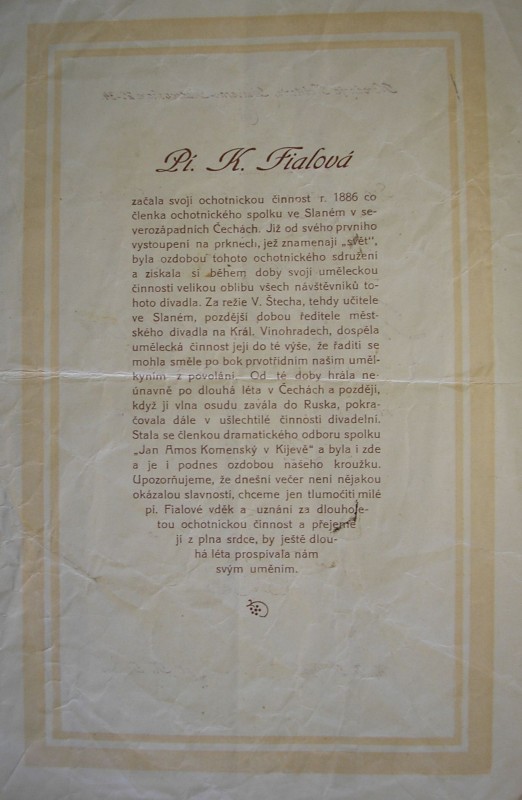 Pí. K. Fialová
začala svoji ochotnickou činnost r. 1886 co
členka ochotnického spolku ve Slaném v se-
verozápadních Čechách. Již od svého prvního
vystoupení na prknech, jež znamenají „svět“,
byla ozdobou tohoto ochotnického sdružení
a získala si během doby svojí uměleckou
činností velikou oblibu všech návštěvníků to-
hoto divadla. Za režie V. Štecha, tehdy učitele
ve Slaném, pozdější dobou ředitele měst-
ského divadla na Král. Vinohradech, dospěla
umělecká činnost její do té výše, že řaditi se
mohla směle po bok prvotřídním našim uměl-
kyním z povolání. Od té doby hrála ne-
únavně po dlouhá léta v Čechách a později,
když jí vlna osudu zavála do Ruska, pokra-
čovala dále v ušlechtilé činnosti divadelní.
Stala se členkou dramatického odboru spolku
„Jan Amos Komenský v Kijevě“ a byla i zde
a je i podnes ozdobou našeho kroužku.
Upozorňujeme, že dnešní večer není nějakou
okázalou slavností, chceme jen tlumočiti milé
pí. Fialové vděk a uznání za dlouhole-
tou ochotnickou činnost a přejeme
jí z plna srdce, by ještě dlou-
há léta prospívala nám
svým uměním.